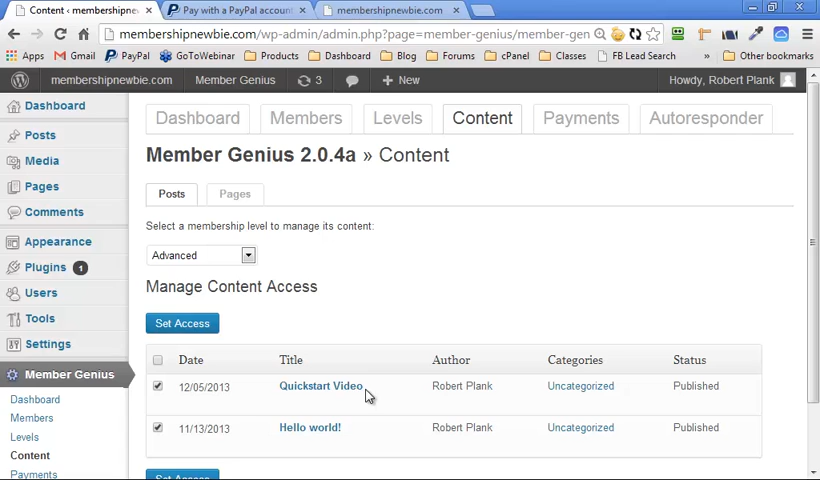 Content ‹ membershipnew
Pay with a PayPal account
membershipnewbie.com
membershipnewbie.com/wp-admin/admin.php?page=member-genius/member-gen
Apps Gmail PayPal GoToWebinar Products Dashboard Blog Forums cPanel Classes FB Lead Search » Other bookmarks
membershipnewbie.com Member Genius 3 + New Howdy, Robert Plank
Dashboard
Posts
Media
Pages
Comments
Appearance
Plugins 1
Users
Tools
Settings
Member Genius
Dashboard
Members
Levels
Content
Payments
Dashboard Members Levels Content Payments Autoresponder
Member Genius 2.0.4a » Content
Posts Pages
Select a membership level to manage its content:
Advanced
Manage Content Access
Set Access
Date Title Author Categories Status
12/05/2013 Quickstart Video Robert Plank Uncategorized Published
11/13/2013 Hello world! Robert Plank Uncategorized Published
Set Access